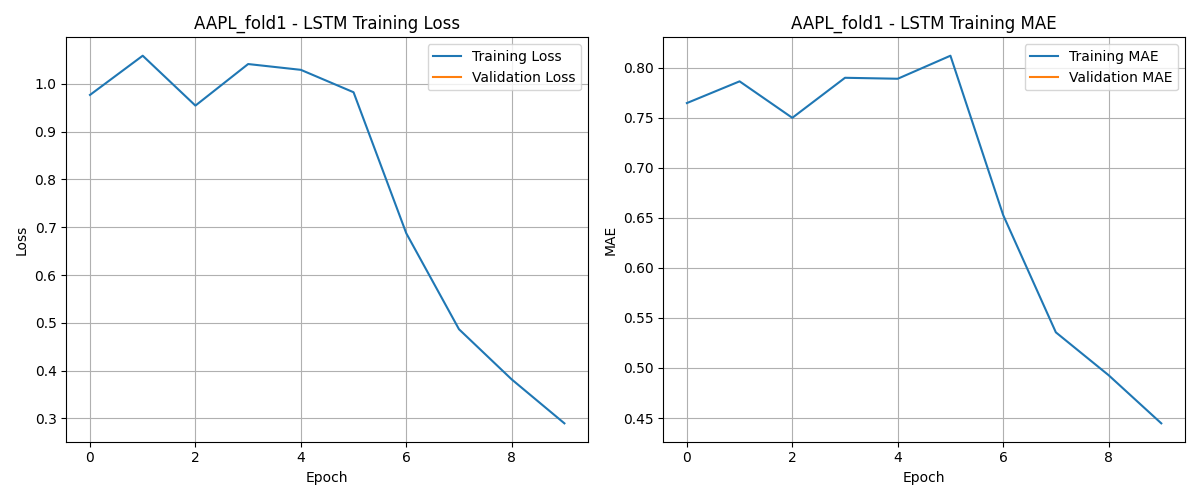 AAPL_fold1 - LSTM Training Loss
Training Loss
Validation Loss
1.0
0.9
0.8
0.7
0.6
0.5
0.4
0.3
Loss
0 2 4 6 8
Epoch
AAPL_fold1 - LSTM Training MAE
Training MAE
Validation MAE
0.80
0.75
0.70
0.65
0.60
0.55
0.50
0.45
MAE
0 2 4 6 8
Epoch